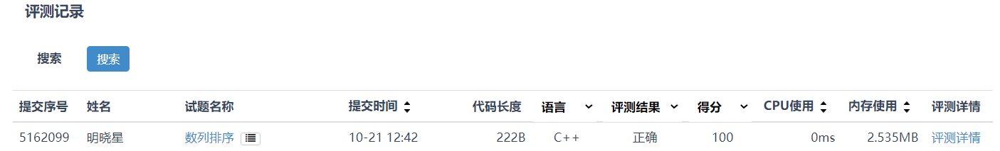 评测记录
搜索 搜索
提交序号 姓名 试题名称 提交时间 代码长度 语言 评测结果 得分 CPU使用 内存使用 评测详情
5162099 明晓星 数列排序 10-21 12:42 222B C++ 正确 100 0ms 2.535MB 评测详情